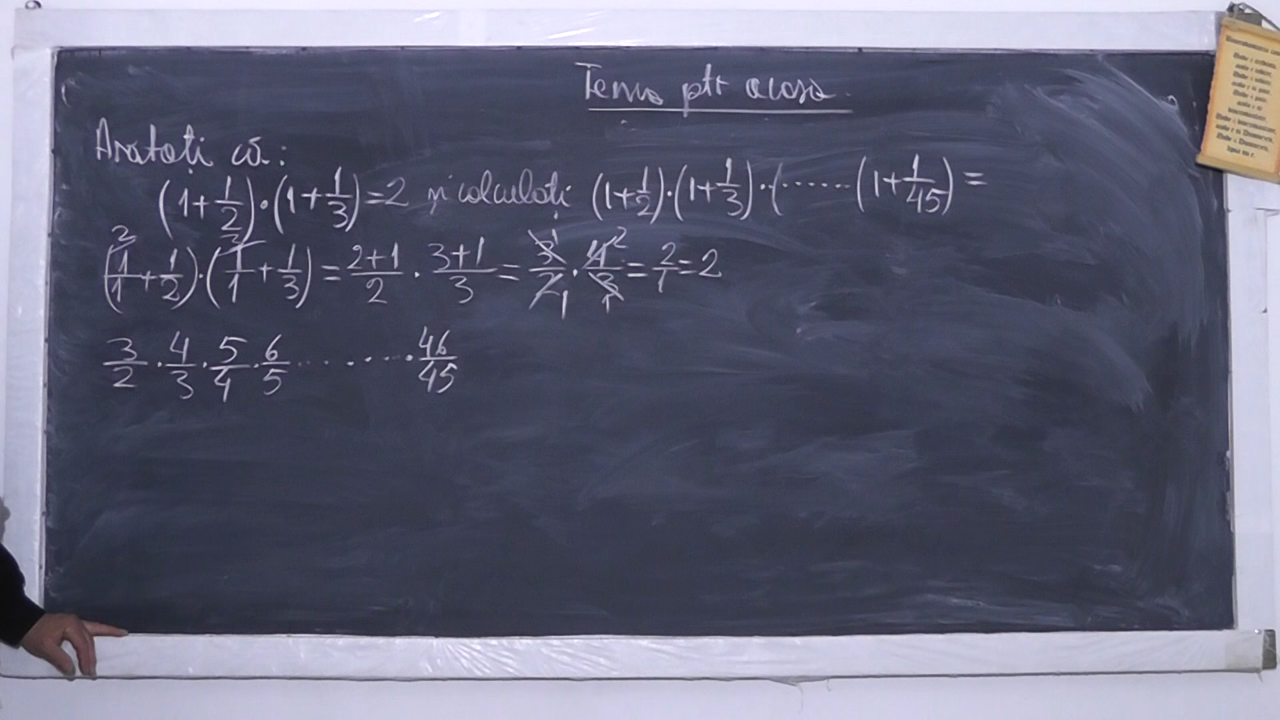 Tema ptr acasa.
Aratați că:
(1+1/2)·(1+1/3)=2 și calculați (1+1/2)·(1+1/3)·(······(1+1/45)=
(1/1+1/2)·(1/1+1/3)=2+1/2·3+1/3=3/2·4/3=2/1=2
3/2·4/3·5/4·6/5·······46/45